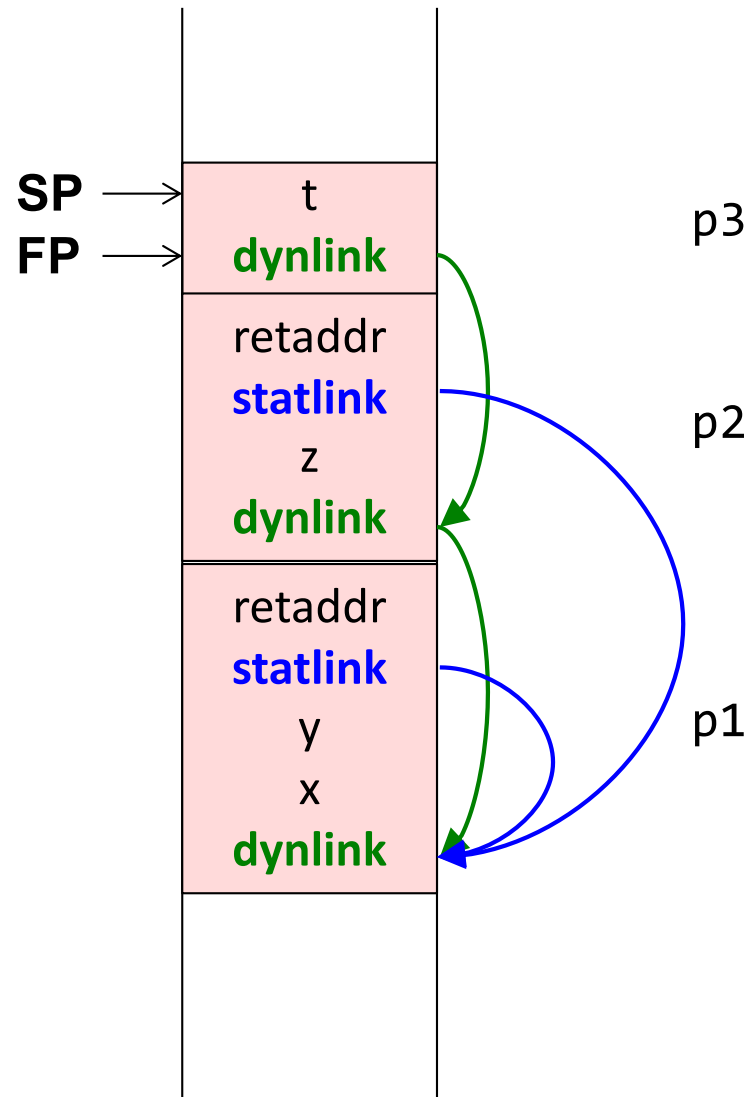 SP
t
p3
FP
dynlink
retaddr
statlink
p2
z
dynlink
retaddr
statlink
y
p1
x
dynlink